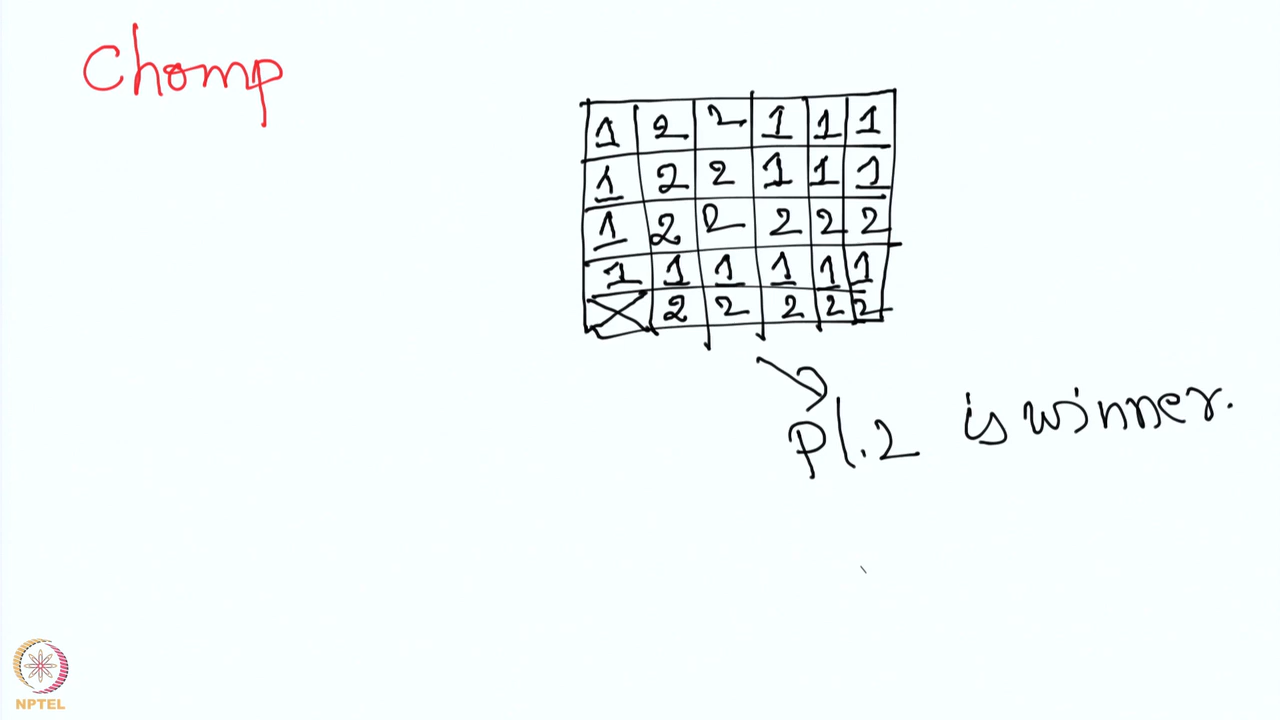 Chomp
1 2 2 1 1 1
1 2 2 1 1 1
1 2 2 2 2 2
1 1 1 1 1 1
2 2 2 2 2
Pl.2 is winner.
NPTEL